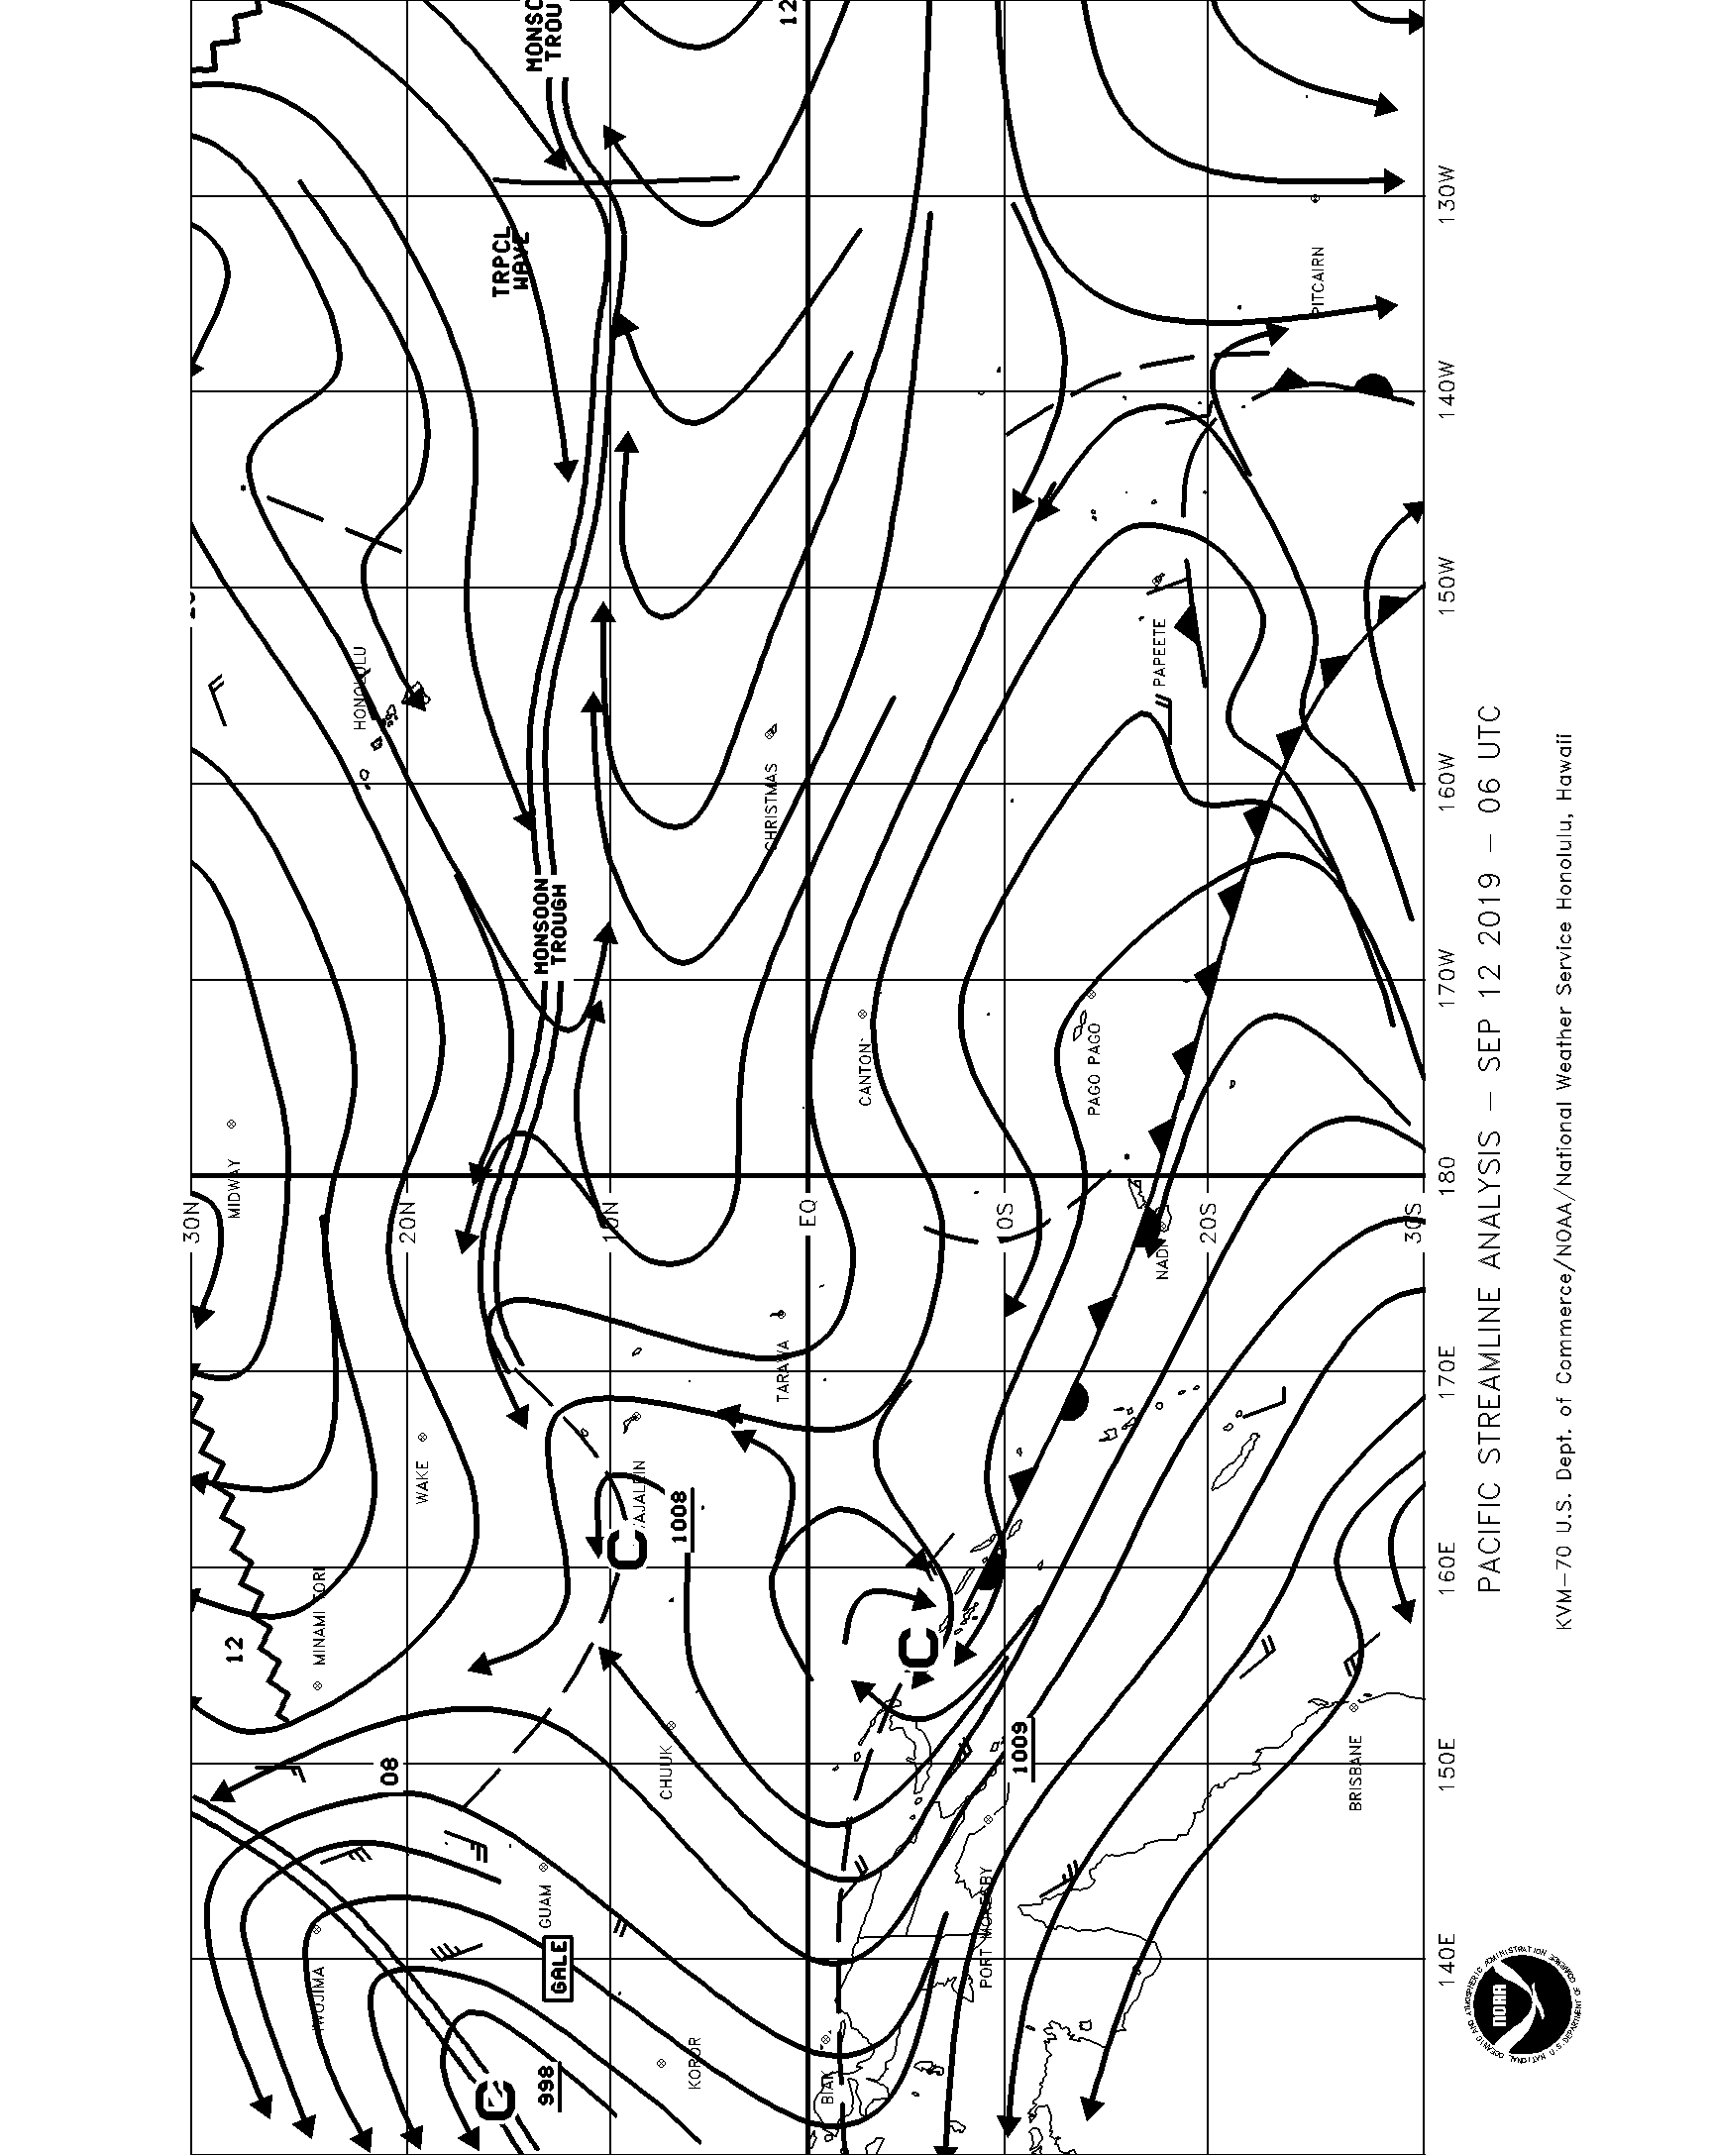 MONSOON
TROUGH
TRPCL
WAVE
MONSOON
TROUGH
12
HONOLULU
MIDWAY
WAKE
MINAMI TORI
12
IWOJIMA
GUAM
GALE
998
08
CHUUK
KOROR
1008
TARAWA
CHRISTMAS
CANTON
PAGO PAGO
PAPEETE
PITCAIRN
NADI
BIAK
PORT MORESBY
1009
BRISBANE
C
C
C
30N
20N
10N
EQ
10S
20S
30S
140E
150E
160E
170E
180
170W
160W
150W
140W
130W
PACIFIC STREAMLINE ANALYSIS – SEP 12 2019 – 06 UTC
KVM–70 U.S. Dept. of Commerce/NOAA/National Weather Service Honolulu, Hawaii
NOAA
NATIONAL OCEANIC AND ATMOSPHERIC ADMINISTRATION
U.S. DEPARTMENT OF COMMERCE